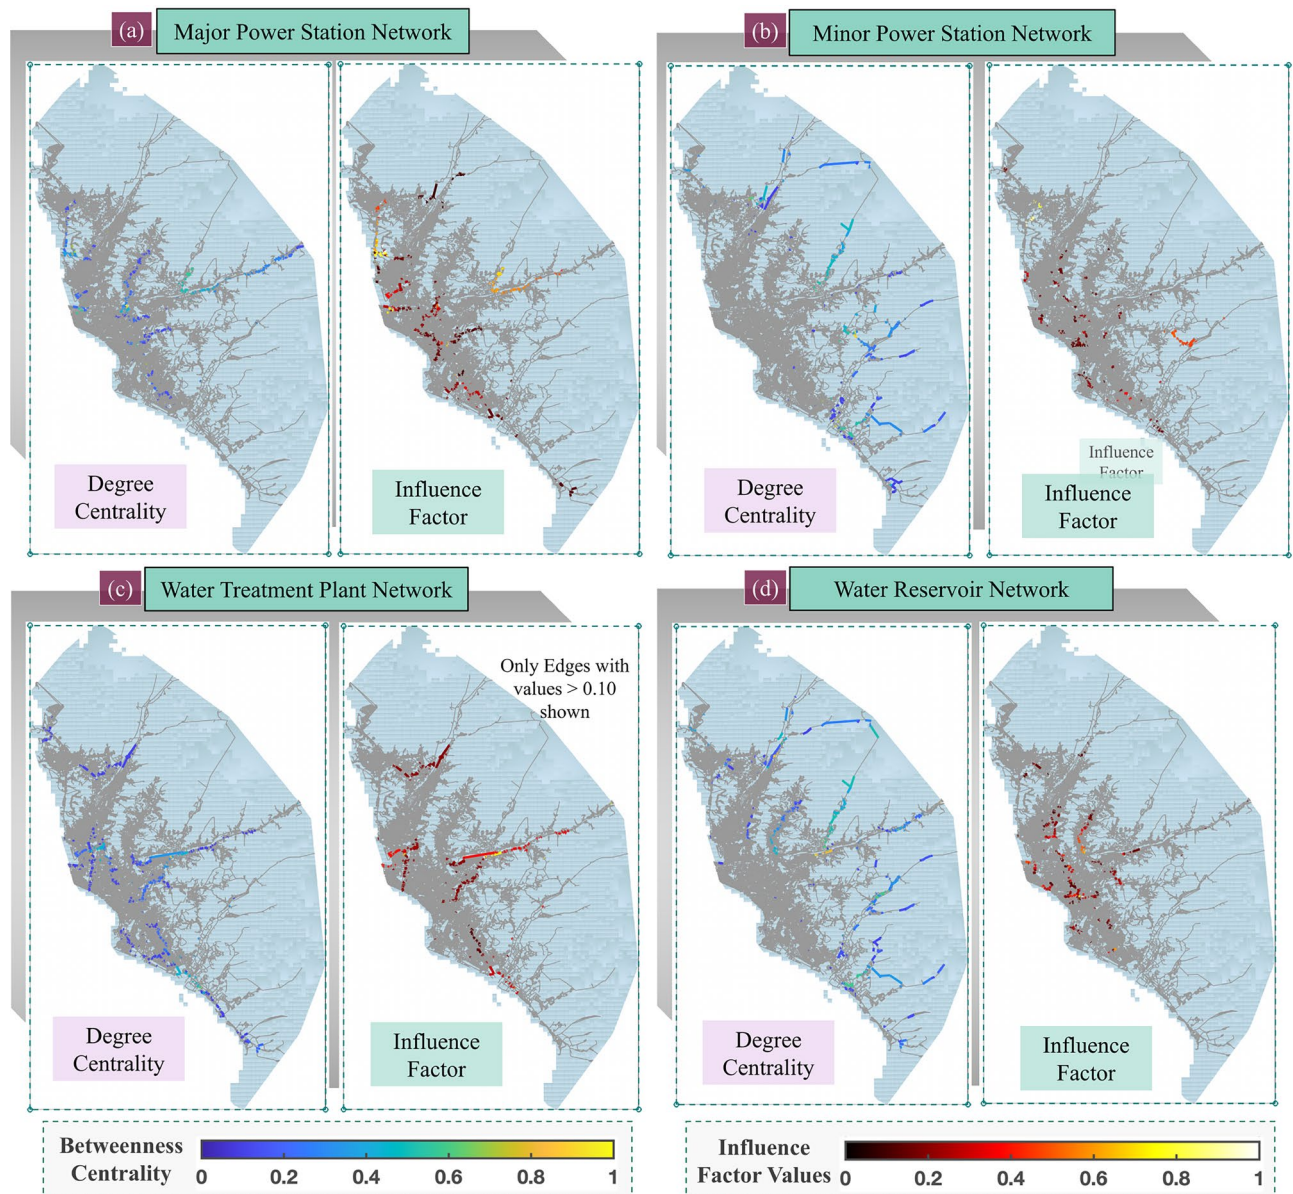 (a) Major Power Station Network
Degree
Centrality
Influence
Factor
(b) Minor Power Station Network
Degree
Centrality
Influence
Factor
Influence
Factor
(c) Water Treatment Plant Network
Only Edges with
values > 0.10
shown
Degree
Centrality
Influence
Factor
(d) Water Reservoir Network
Degree
Centrality
Influence
Factor
Betweenness
Centrality
0 0.2 0.4 0.6 0.8 1
Influence
Factor Values
0 0.2 0.4 0.6 0.8 1